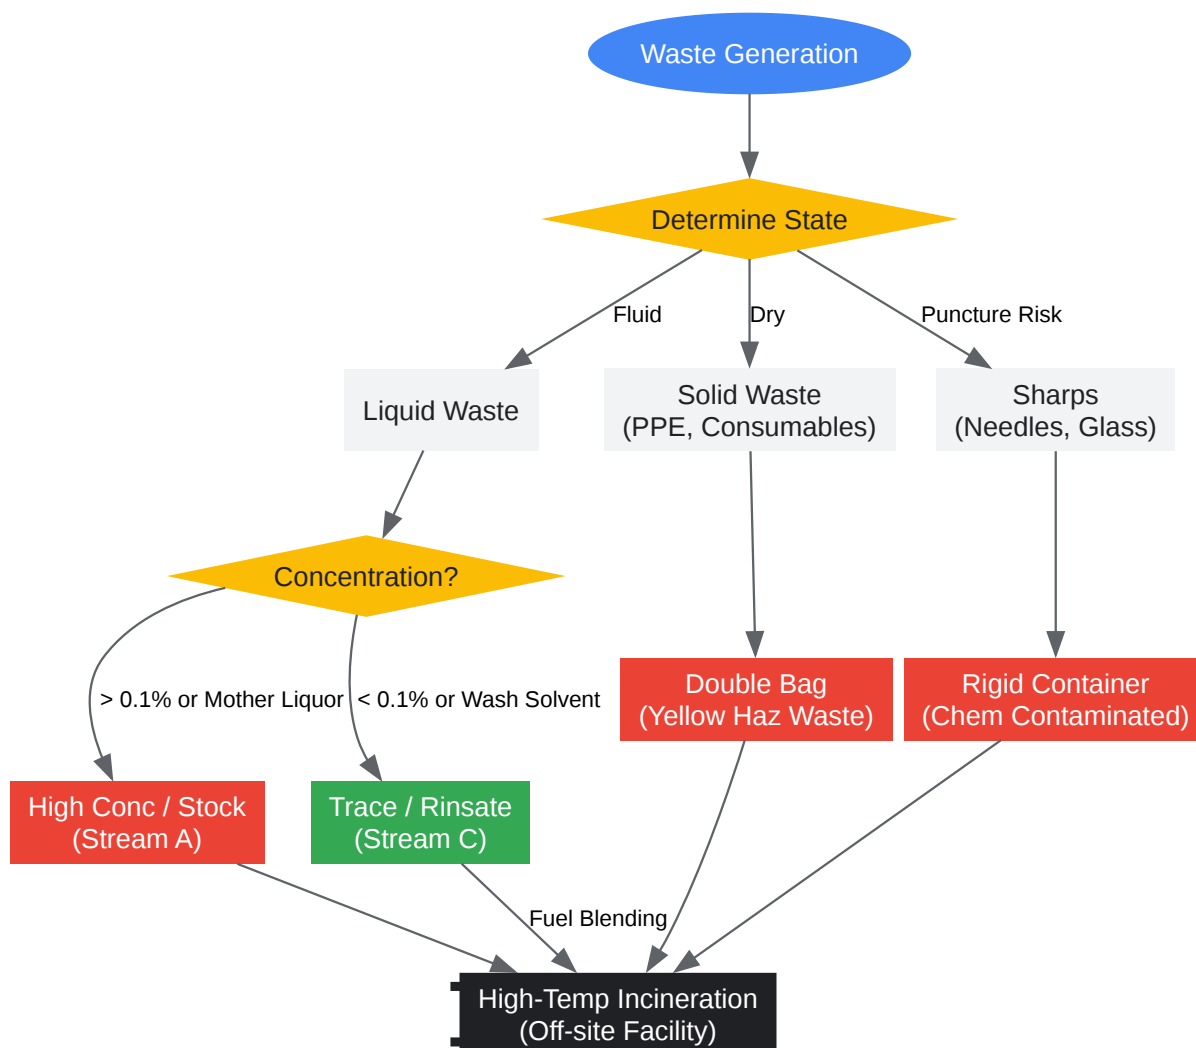 Waste Generation
Determine State
Fluid
Dry
Puncture Risk
Liquid Waste
Solid Waste
(PPE, Consumables)
Sharps
(Needles, Glass)
Concentration?
> 0.1% or Mother Liquor
< 0.1% or Wash Solvent
Double Bag
(Yellow Haz Waste)
Rigid Container
(Chem Contaminated)
High Conc / Stock
(Stream A)
Trace / Rinsate
(Stream C)
Fuel Blending
High-Temp Incineration
(Off-site Facility)